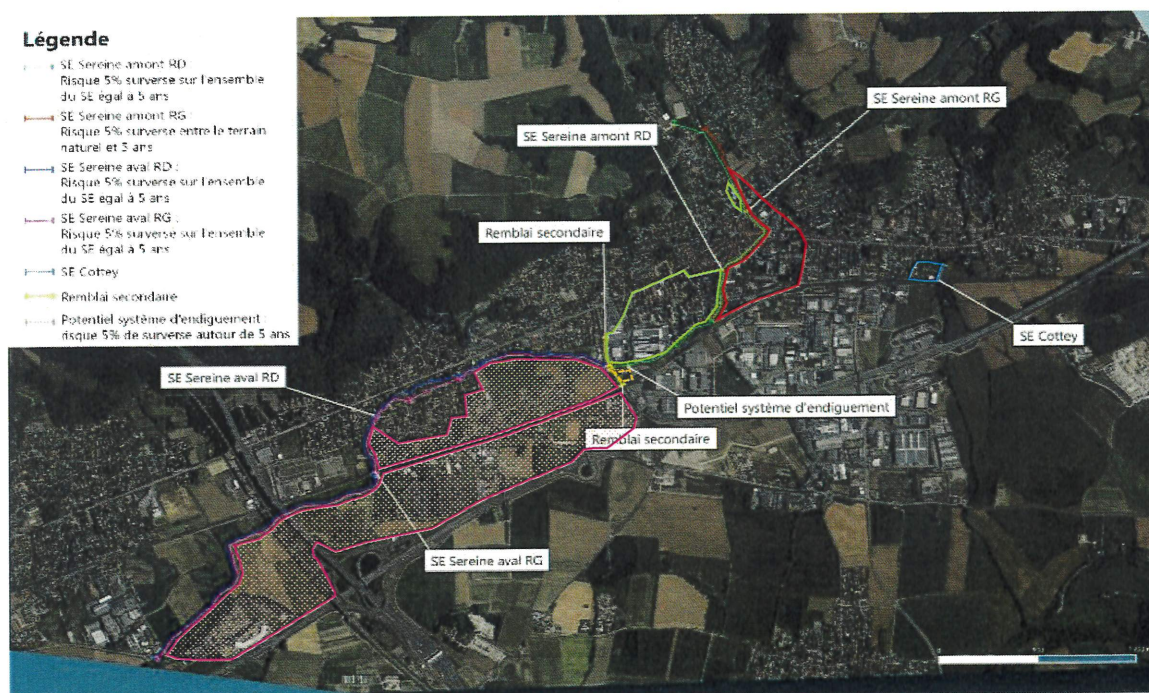 Légende
SE Sereine amont RD
Risque 5% surverse sur l'ensemble
du SE égal à 5 ans
SE Sereine amont RG :
Risque 5% surverse entre le terrain
naturel et 3 ans
SE Sereine aval RD :
Risque 5% surverse sur l'ensemble
du SE égal à 5 ans
SE Sereine aval RG :
Risque 5% surverse sur l'ensemble
du SE égal à 5 ans
SE Cottey
Remblai secondaire
Potentiel système d'endiguement :
risque 5% de surverse autour de 5 ans
SE Sereine amont RG
SE Sereine amont RD
Remblai secondaire
SE Cottey
SE Sereine aval RD
Potentiel système d'endiguement
Remblai secondaire
SE Sereine aval RG